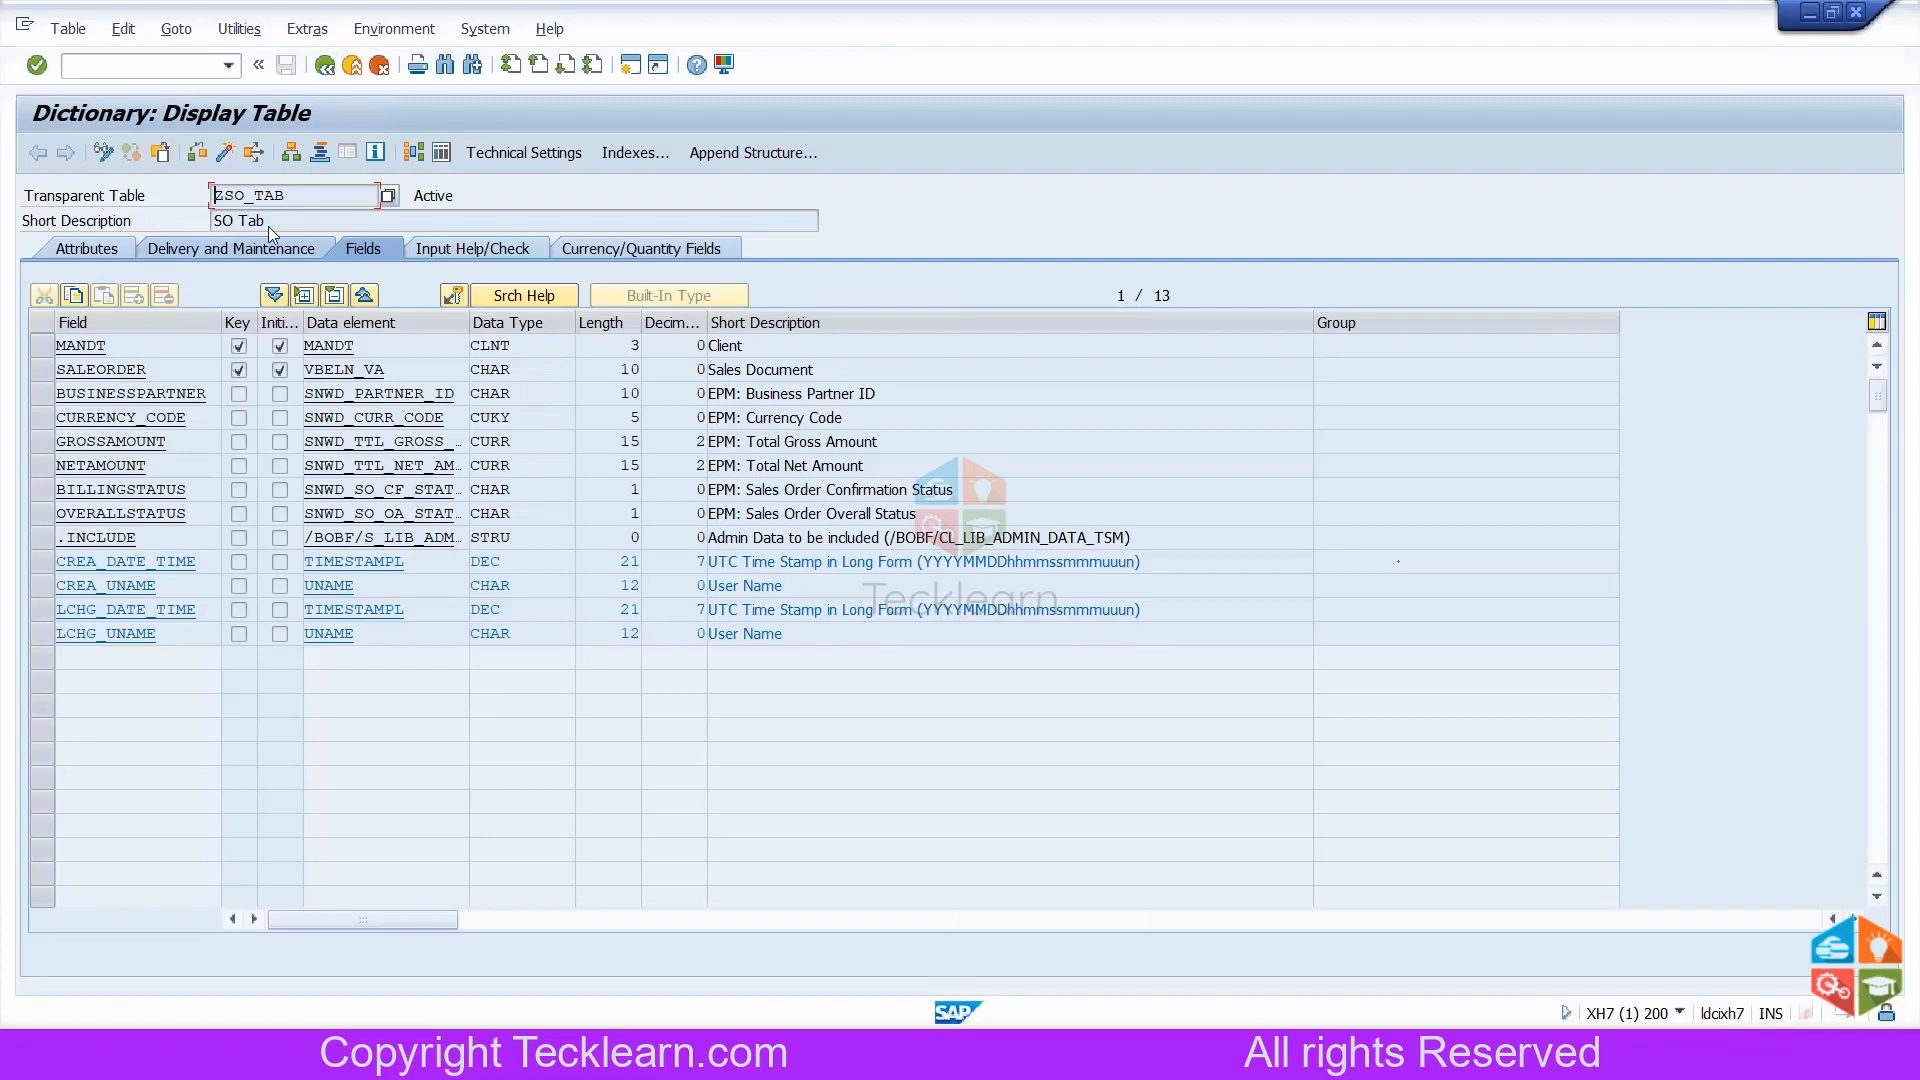 Table Edit Goto Utilities Extras Environment System Help
Dictionary: Display Table
Technical Settings Indexes... Append Structure...
Transparent Table ZSO_TAB Active
Short Description SO Tab
Attributes Delivery and Maintenance Fields Input Help/Check Currency/Quantity Fields
Srch Help Built-In Type 1 / 13
Field Key Initi... Data element Data Type Length Decim... Short Description Group
MANDT MANDT CLNT 3 0 Client
SALEORDER VBELN_VA CHAR 10 0 Sales Document
BUSINESSPARTNER SNWD_PARTNER_ID CHAR 10 0 EPM: Business Partner ID
CURRENCY_CODE SNWD_CURR_CODE CUKY 5 0 EPM: Currency Code
GROSSAMOUNT SNWD_TTL_GROSS_… CURR 15 2 EPM: Total Gross Amount
NETAMOUNT SNWD_TTL_NET_AM… CURR 15 2 EPM: Total Net Amount
BILLINGSTATUS SNWD_SO_CF_STAT… CHAR 1 0 EPM: Sales Order Confirmation Status
OVERALLSTATUS SNWD_SO_OA_STAT… CHAR 1 0 EPM: Sales Order Overall Status
.INCLUDE /BOBF/S_LIB_ADM… STRU 0 0 Admin Data to be included (/BOBF/CL_LIB_ADMIN_DATA_TSM)
CREA_DATE_TIME TIMESTAMPL DEC 21 7 UTC Time Stamp in Long Form (YYYYMMDDhhmmssmmmuuun)
CREA_UNAME UNAME CHAR 12 0 User Name
Tecklearn
LCHG_DATE_TIME TIMESTAMPL DEC 21 7 UTC Time Stamp in Long Form (YYYYMMDDhhmmssmmmuuun)
LCHG_UNAME UNAME CHAR 12 0 User Name
SAP XH7 (1) 200 ldcixh7 INS
Copyright Tecklearn.com All rights Reserved